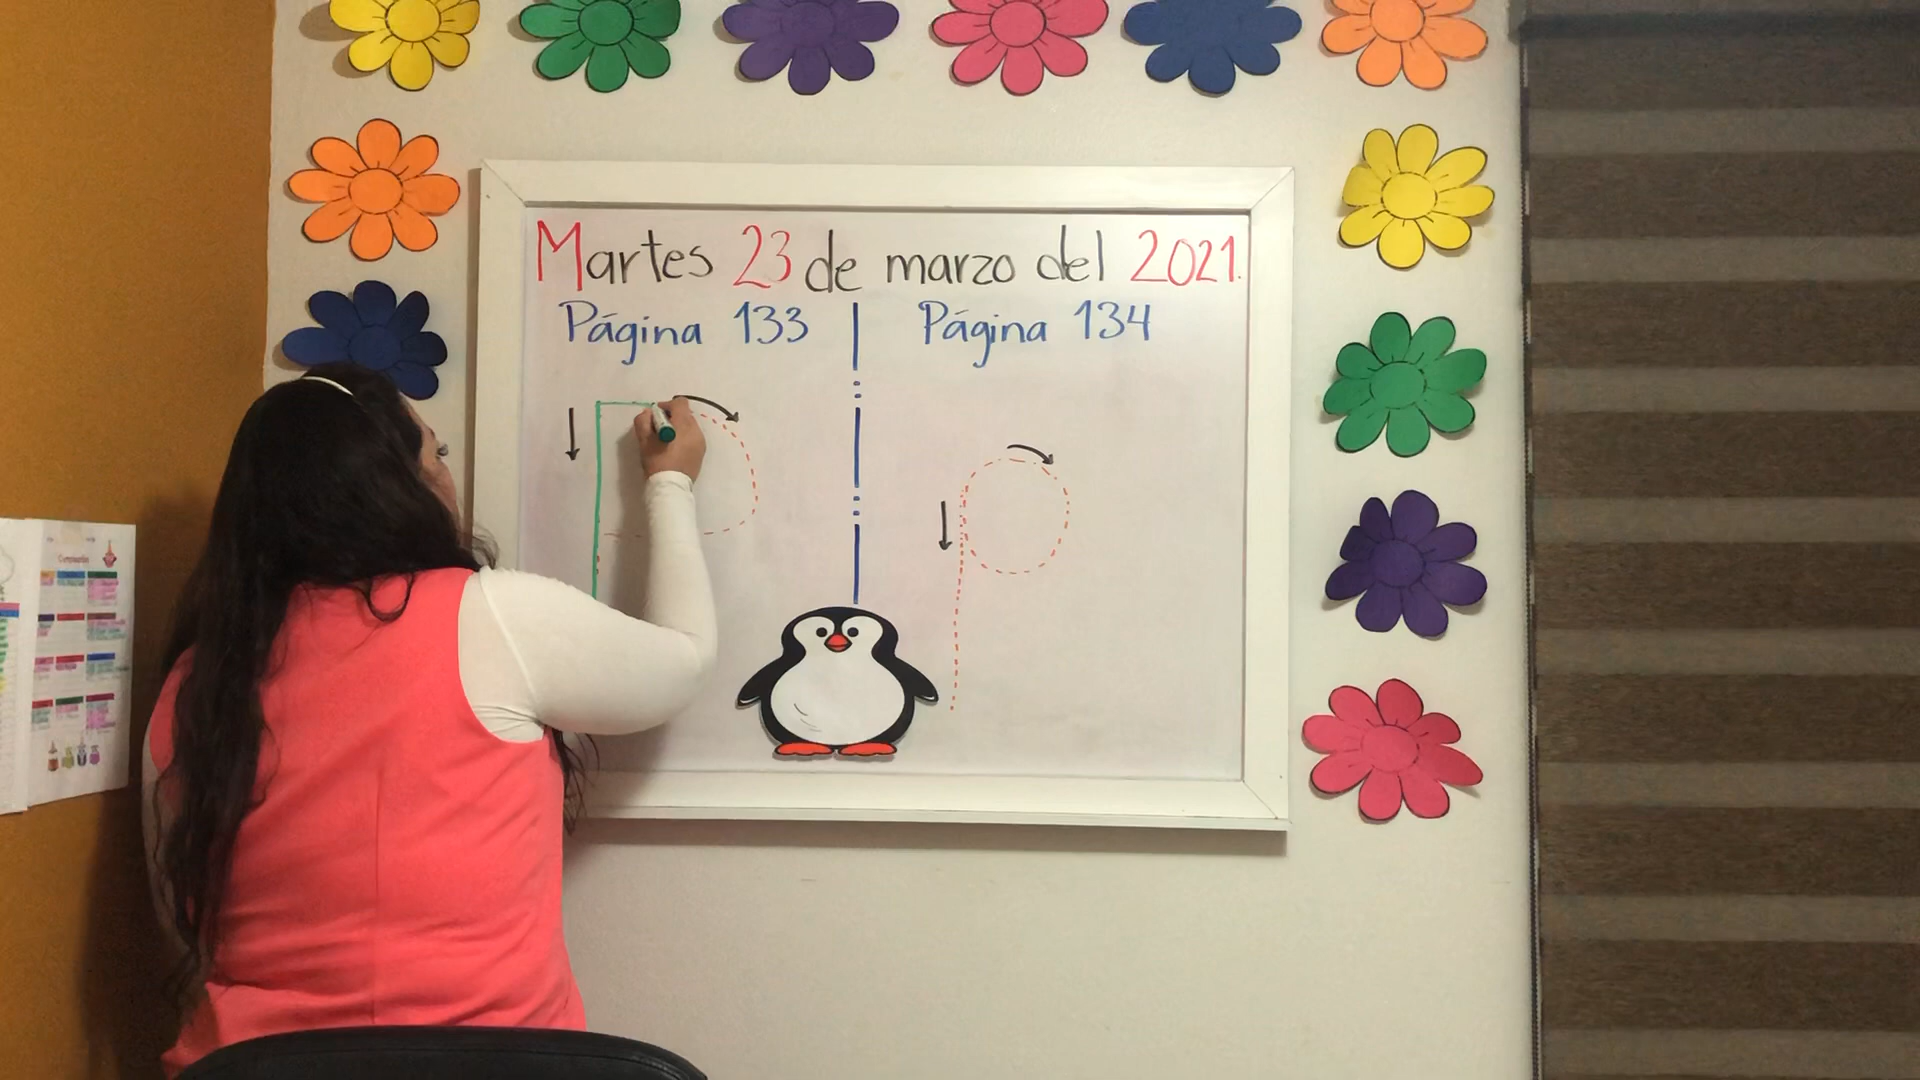 Martes 23 de marzo del 2021.
Página 133
Página 134
P
p